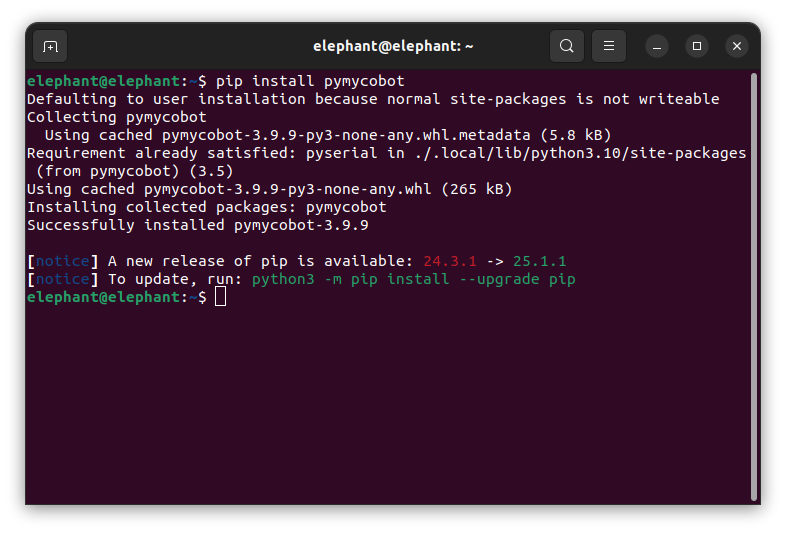 elephant@elephant: ~
elephant@elephant:~$ pip install pymycobot
Defaulting to user installation because normal site-packages is not writeable
Collecting pymycobot
  Using cached pymycobot-3.9.9-py3-none-any.whl.metadata (5.8 kB)
Requirement already satisfied: pyserial in ./.local/lib/python3.10/site-packages
 (from pymycobot) (3.5)
Using cached pymycobot-3.9.9-py3-none-any.whl (265 kB)
Installing collected packages: pymycobot
Successfully installed pymycobot-3.9.9
[notice] A new release of pip is available: 24.3.1 -> 25.1.1
[notice] To update, run: python3 -m pip install --upgrade pip
elephant@elephant:~$